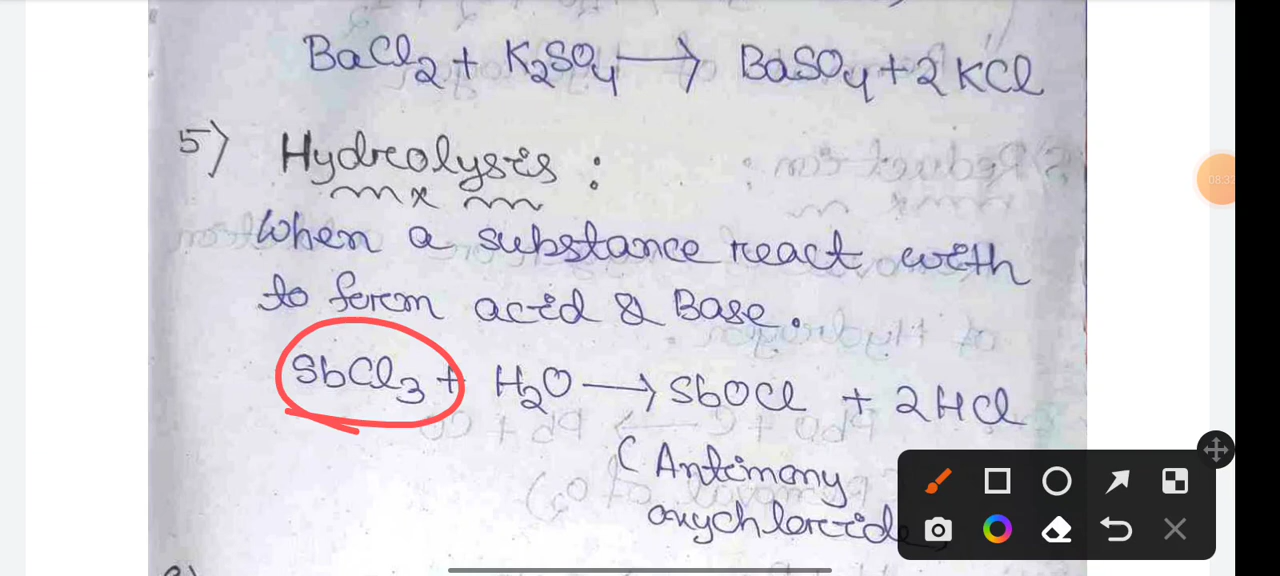 BaCl2 + K2SO4 → BaSO4 + 2KCl
5) Hydrolysis :
When a substance react with
to form acid & Base.
SbCl3 + H2O → SbOCl + 2HCl
( Antimony
oxychloride